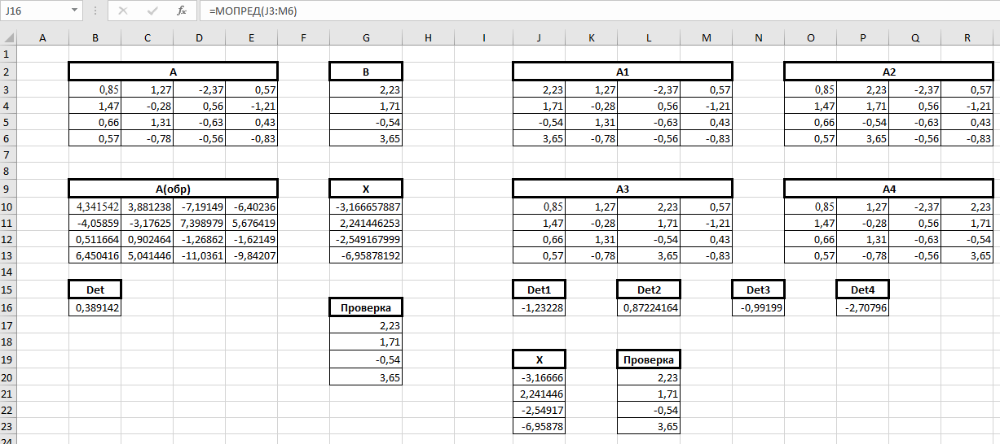 J16 fx =МОПРЕД(J3:M6)
A B C D E F G H I J K L M N O P Q R
1
2 A B A1 A2
3 0,85 1,27 -2,37 0,57 2,23 2,23 1,27 -2,37 0,57 0,85 2,23 -2,37 0,57
4 1,47 -0,28 0,56 -1,21 1,71 1,71 -0,28 0,56 -1,21 1,47 1,71 0,56 -1,21
5 0,66 1,31 -0,63 0,43 -0,54 -0,54 1,31 -0,63 0,43 0,66 -0,54 -0,63 0,43
6 0,57 -0,78 -0,56 -0,83 3,65 3,65 -0,78 -0,56 -0,83 0,57 3,65 -0,56 -0,83
7
8
9 A(обр) X A3 A4
10 4,341542 3,881238 -7,19149 -6,40236 -3,166657887 0,85 1,27 2,23 0,57 0,85 1,27 -2,37 2,23
11 -4,05859 -3,17625 7,398979 5,676419 2,241446253 1,47 -0,28 1,71 -1,21 1,47 -0,28 0,56 1,71
12 0,511664 0,902464 -1,26862 -1,62149 -2,549167999 0,66 1,31 -0,54 0,43 0,66 1,31 -0,63 -0,54
13 6,450416 5,041446 -11,0361 -9,84207 -6,95878192 0,57 -0,78 3,65 -0,83 0,57 -0,78 -0,56 3,65
14
15 Det Det1 Det2 Det3 Det4
16 0,389142 Проверка -1,23228 0,87224164 -0,99199 -2,70796
17 2,23
18 1,71
19 -0,54 X Проверка
20 3,65 -3,16666 2,23
21 2,241446 1,71
22 -2,54917 -0,54
23 -6,95878 3,65
24